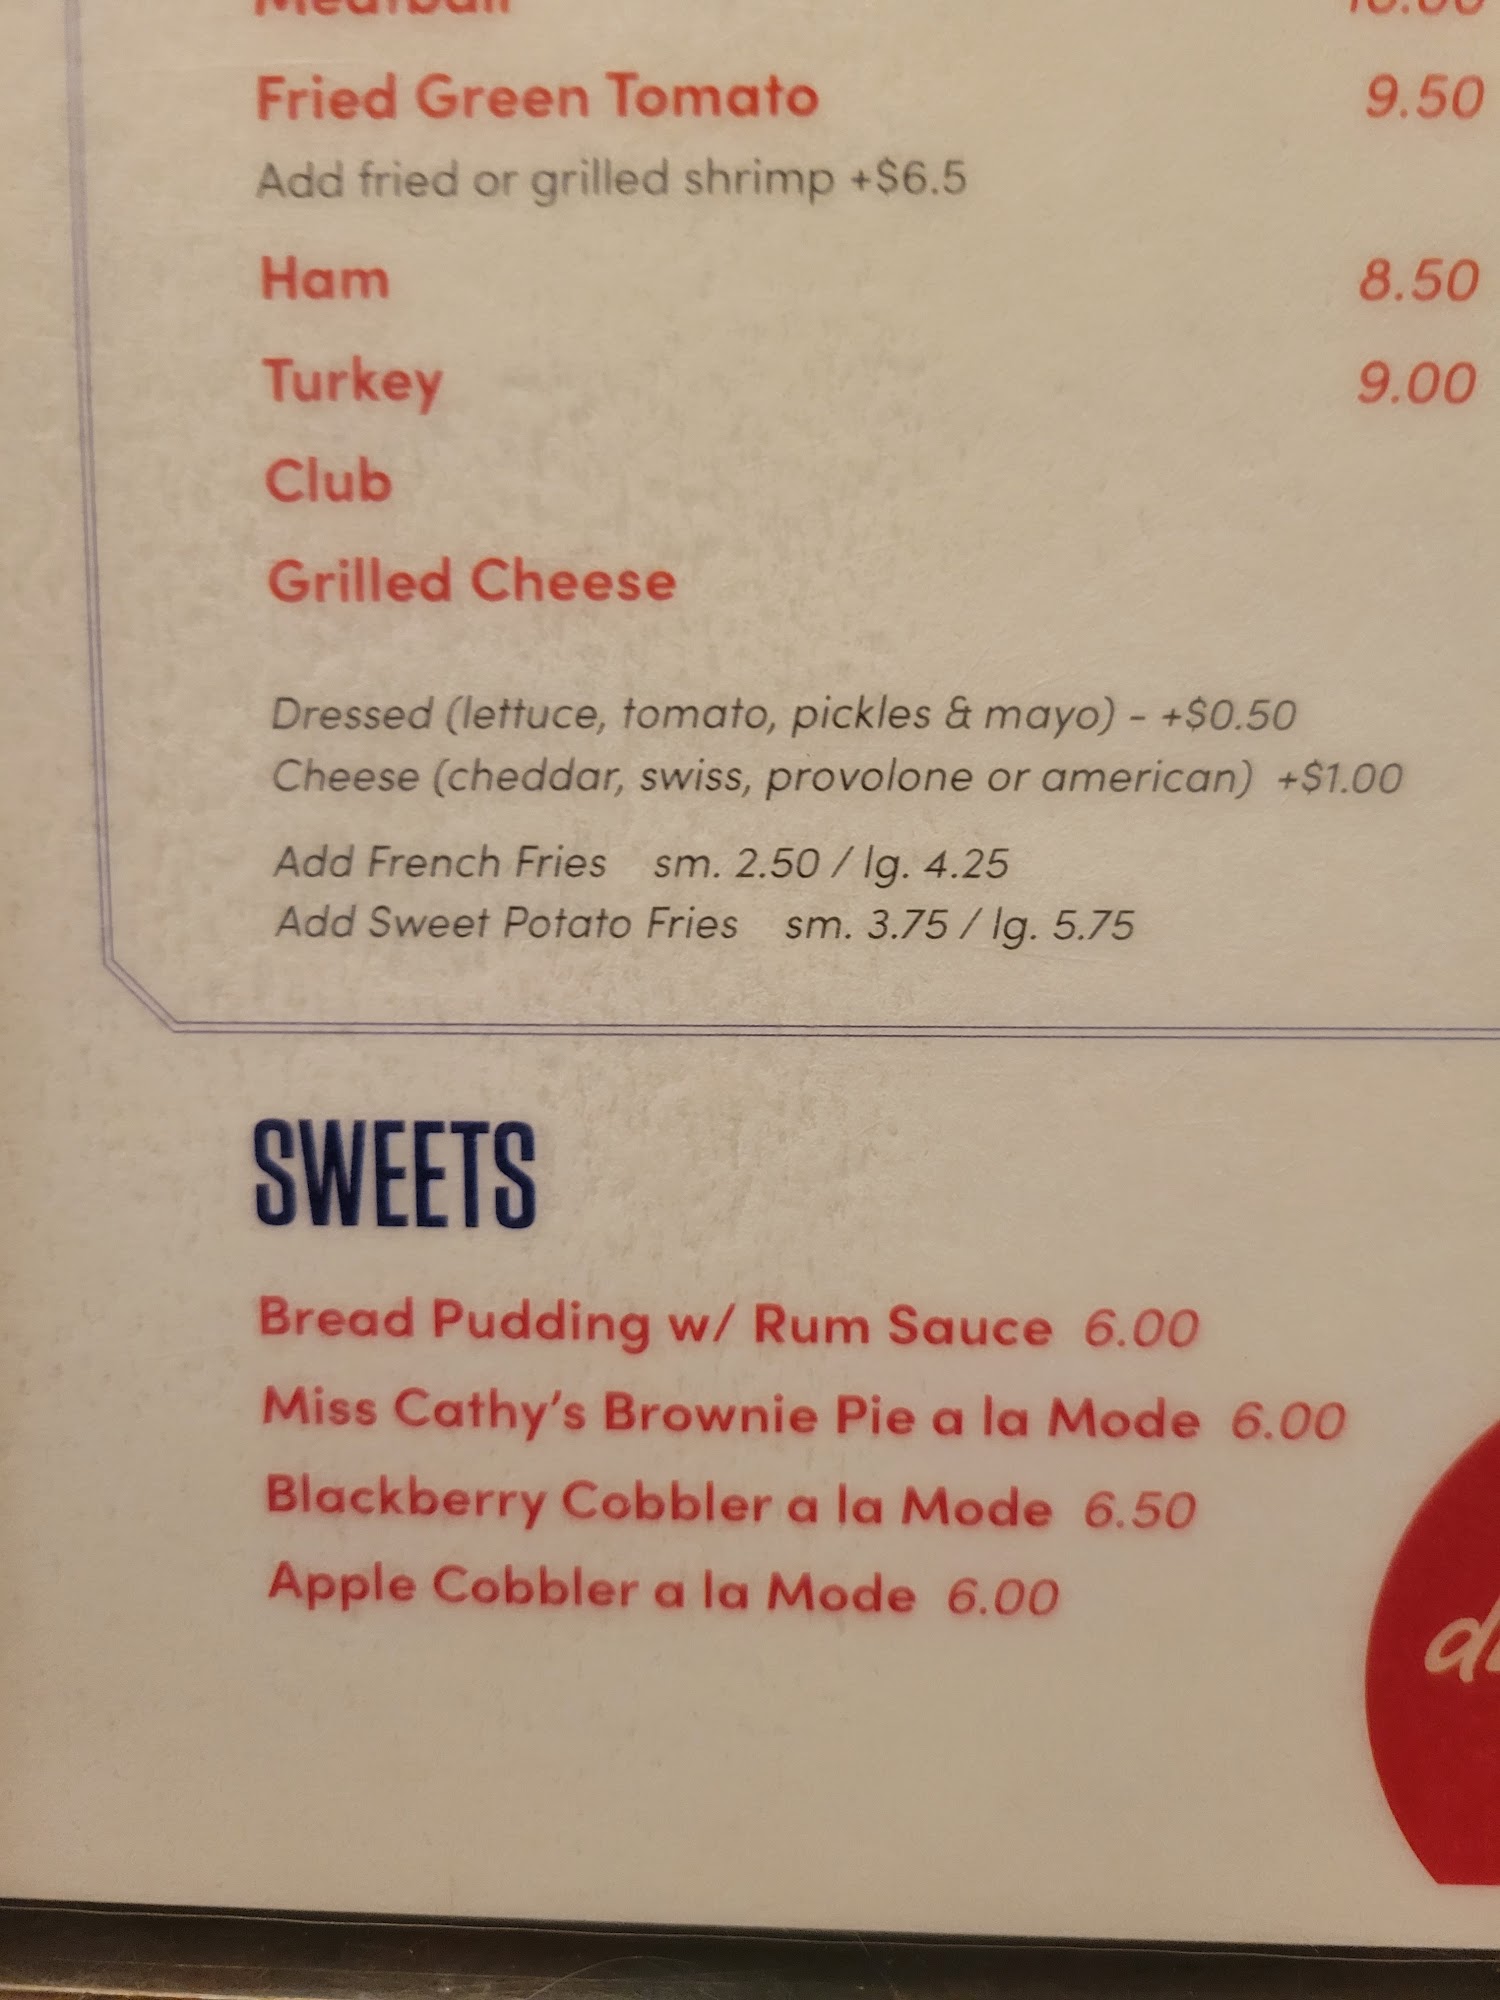 Meatball
Fried Green Tomato 9.50
Add fried or grilled shrimp +$6.5
Ham 8.50
Turkey 9.00
Club
Grilled Cheese
Dressed (lettuce, tomato, pickles & mayo) - +$0.50
Cheese (cheddar, swiss, provolone or american) +$1.00
Add French Fries sm. 2.50 / lg. 4.25
Add Sweet Potato Fries sm. 3.75 / lg. 5.75
SWEETS
Bread Pudding w/ Rum Sauce 6.00
Miss Cathy's Brownie Pie a la Mode 6.00
Blackberry Cobbler a la Mode 6.50
Apple Cobbler a la Mode 6.00